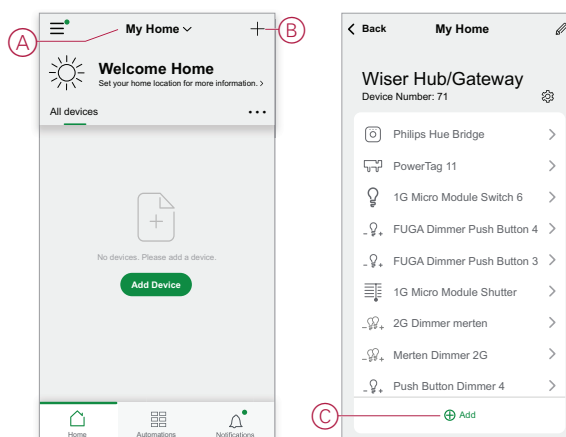 My Home
A
B
Welcome Home
Set your home location for more information. >
All devices
No devices. Please add a device.
Add Device
Home
Automations
Notifications
Back
My Home
Wiser Hub/Gateway
Device Number: 71
Philips Hue Bridge
PowerTag 11
1G Micro Module Switch 6
FUGA Dimmer Push Button 4
FUGA Dimmer Push Button 3
1G Micro Module Shutter
2G Dimmer merten
Merten Dimmer 2G
Push Button Dimmer 4
C
Add